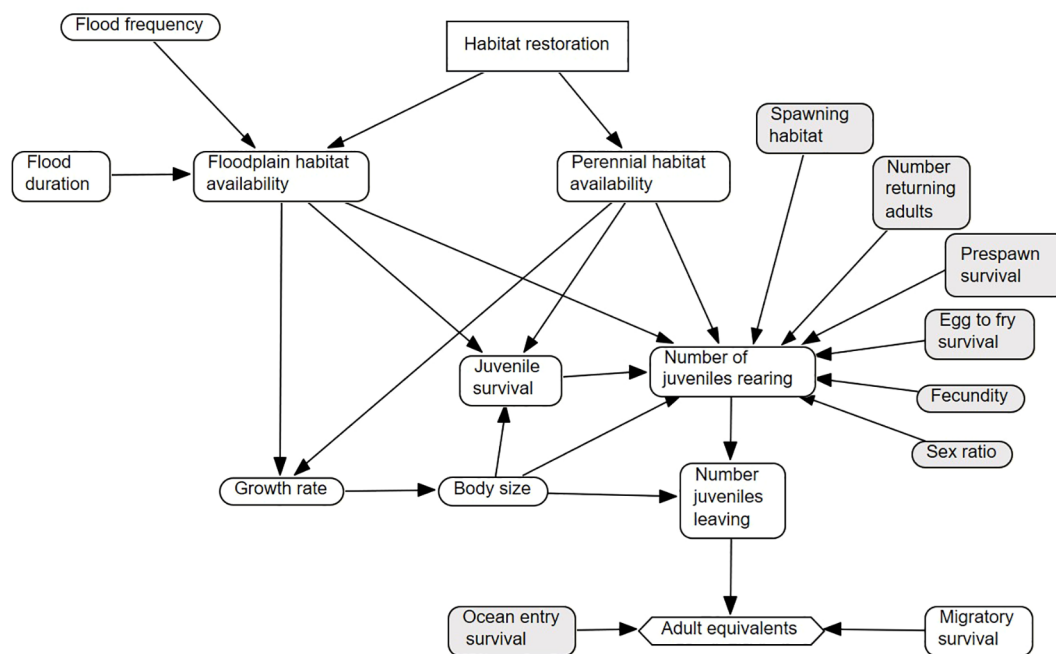 Flood frequency
Habitat restoration
Spawning
habitat
Flood
duration
Floodplain habitat
availability
Perennial habitat
availability
Number
returning
adults
Prespawn
survival
Egg to fry
survival
Juvenile
survival
Number of
juveniles rearing
Fecundity
Sex ratio
Growth rate
Body size
Number
juveniles
leaving
Ocean entry
survival
Adult equivalents
Migratory
survival